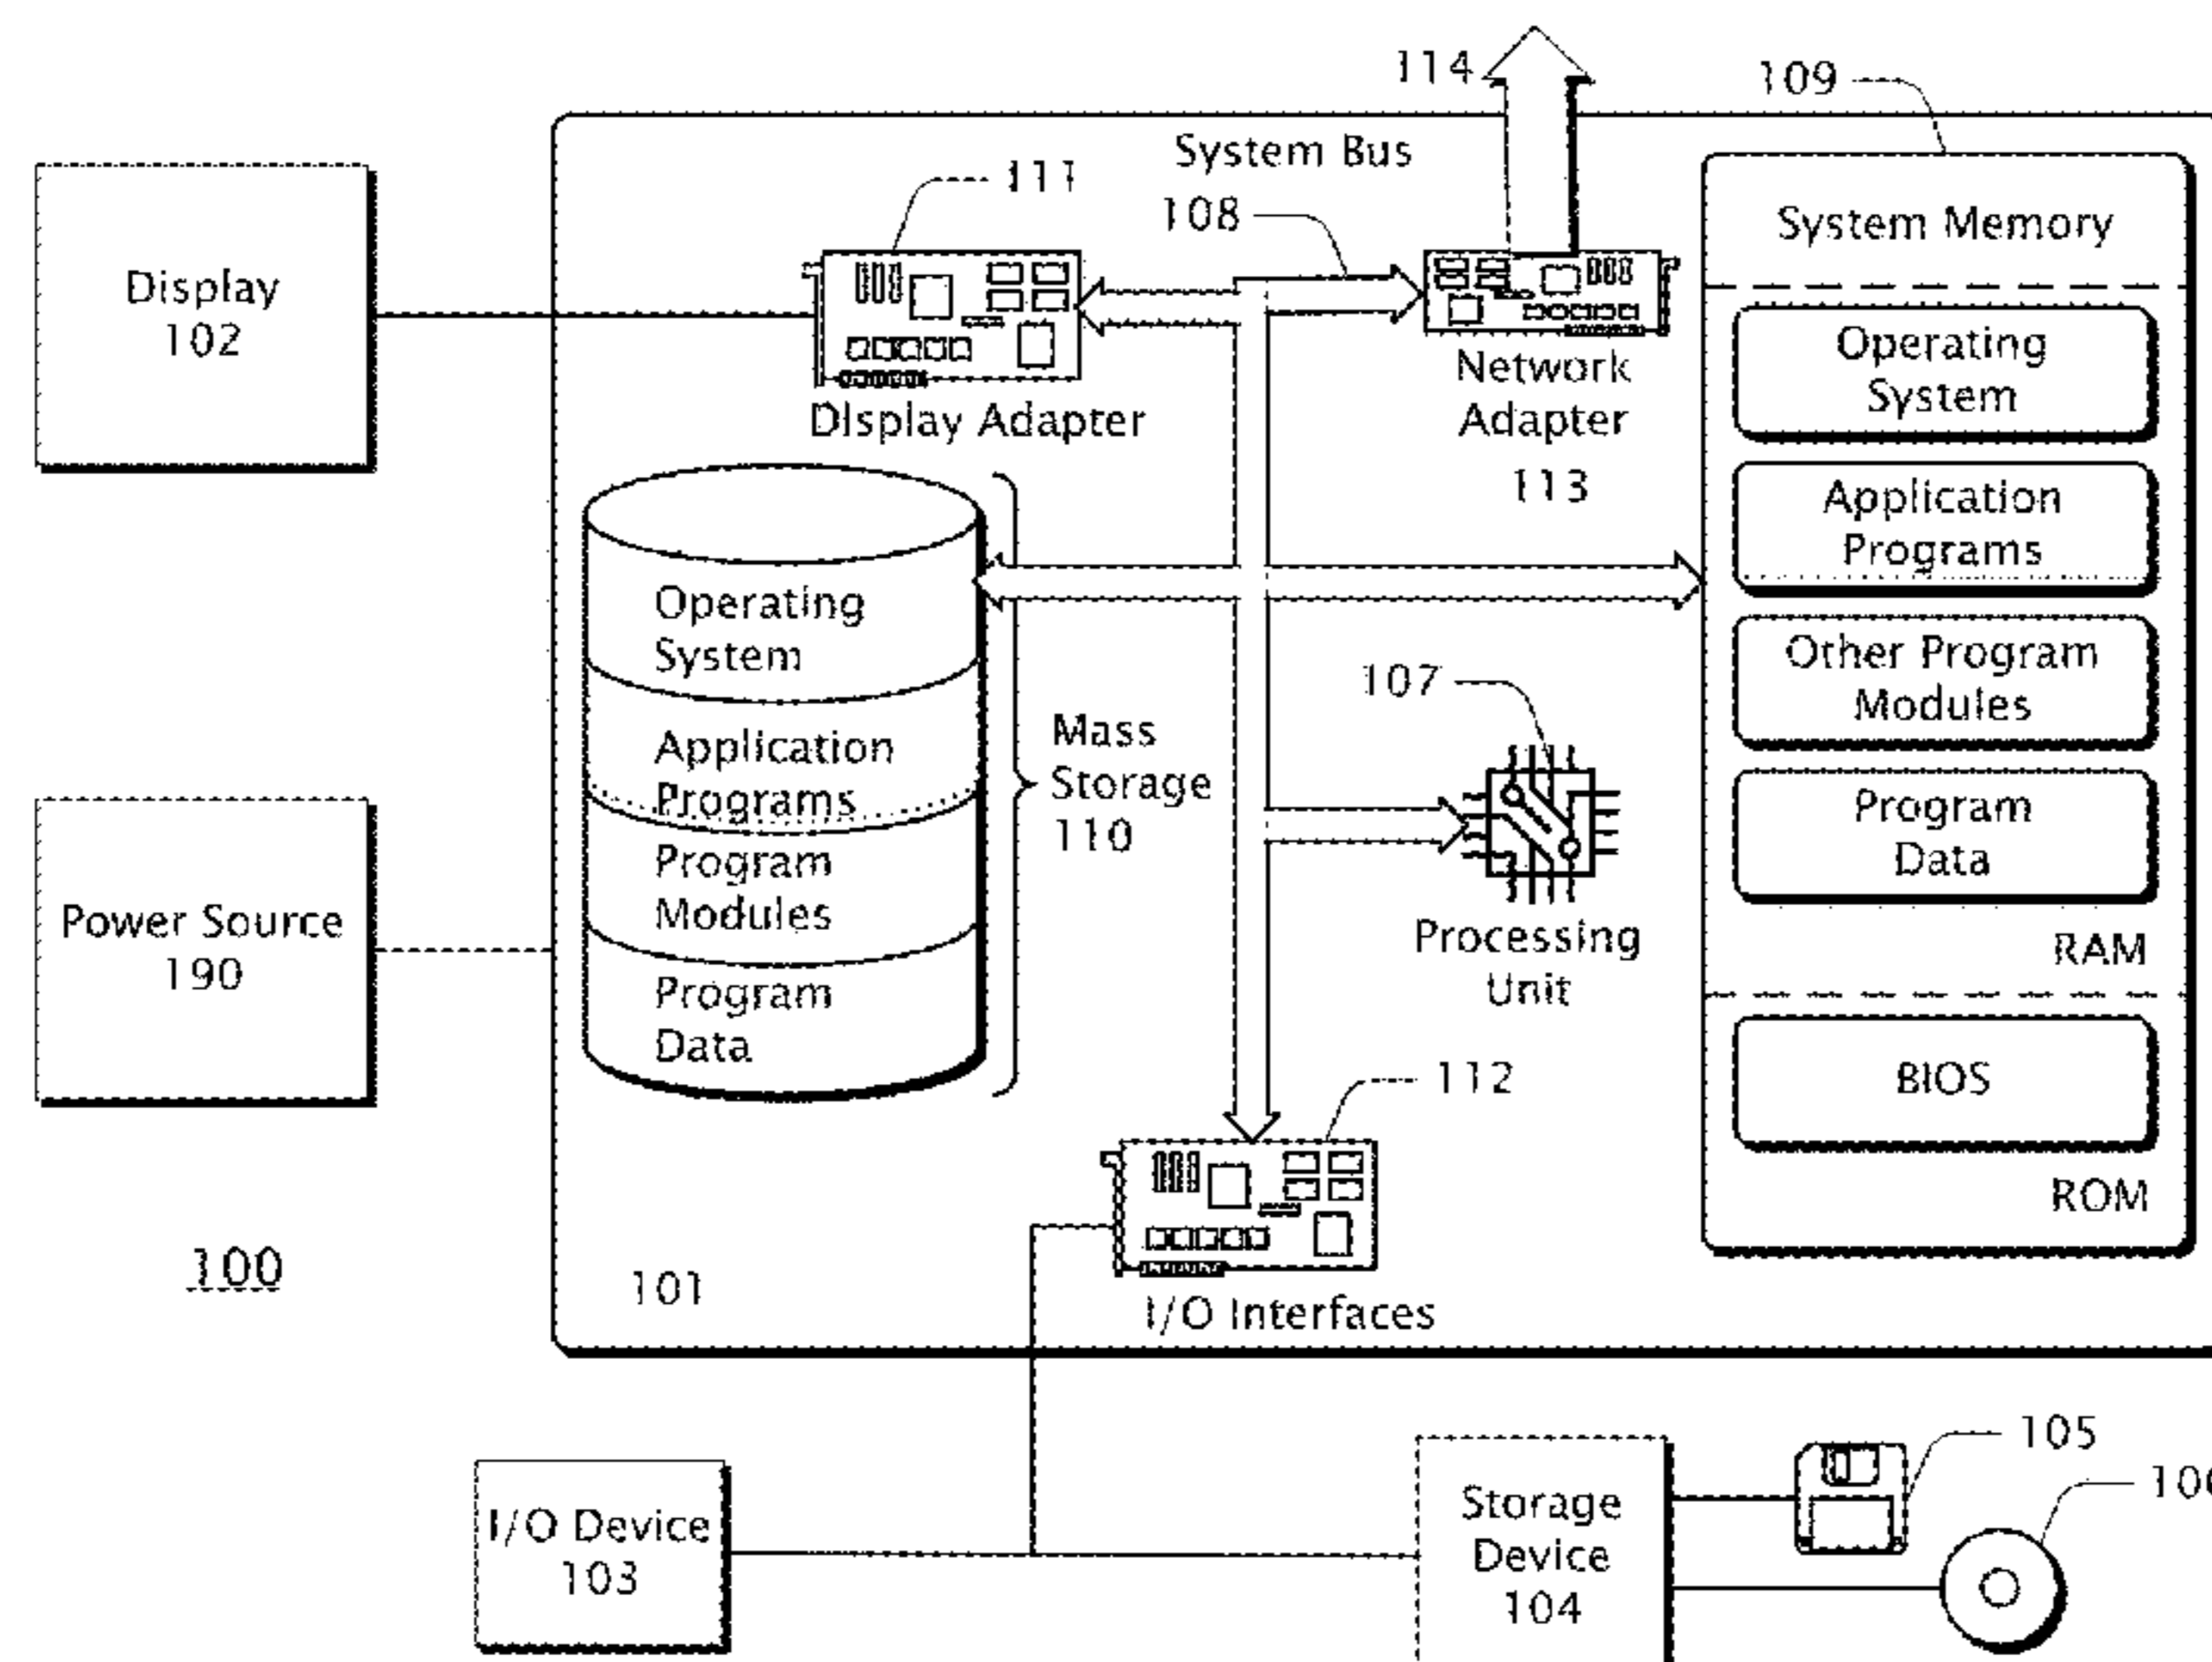 114
109
System Bus
111
108
System Memory
Display
102
Operating
System
Network
Adapter
DIsplay Adapter
113
Application
Programs
Operating
System
107
Other Program
Modules
Mass
Storage
110
Application
Programs
Program
Data
Program
Modules
Power Source
190
Processing
Unit
RAM
Program
Data
112
BIOS
ROM
100
101
I/O Interfaces
105
I/O Device
103
Storage
Device
104